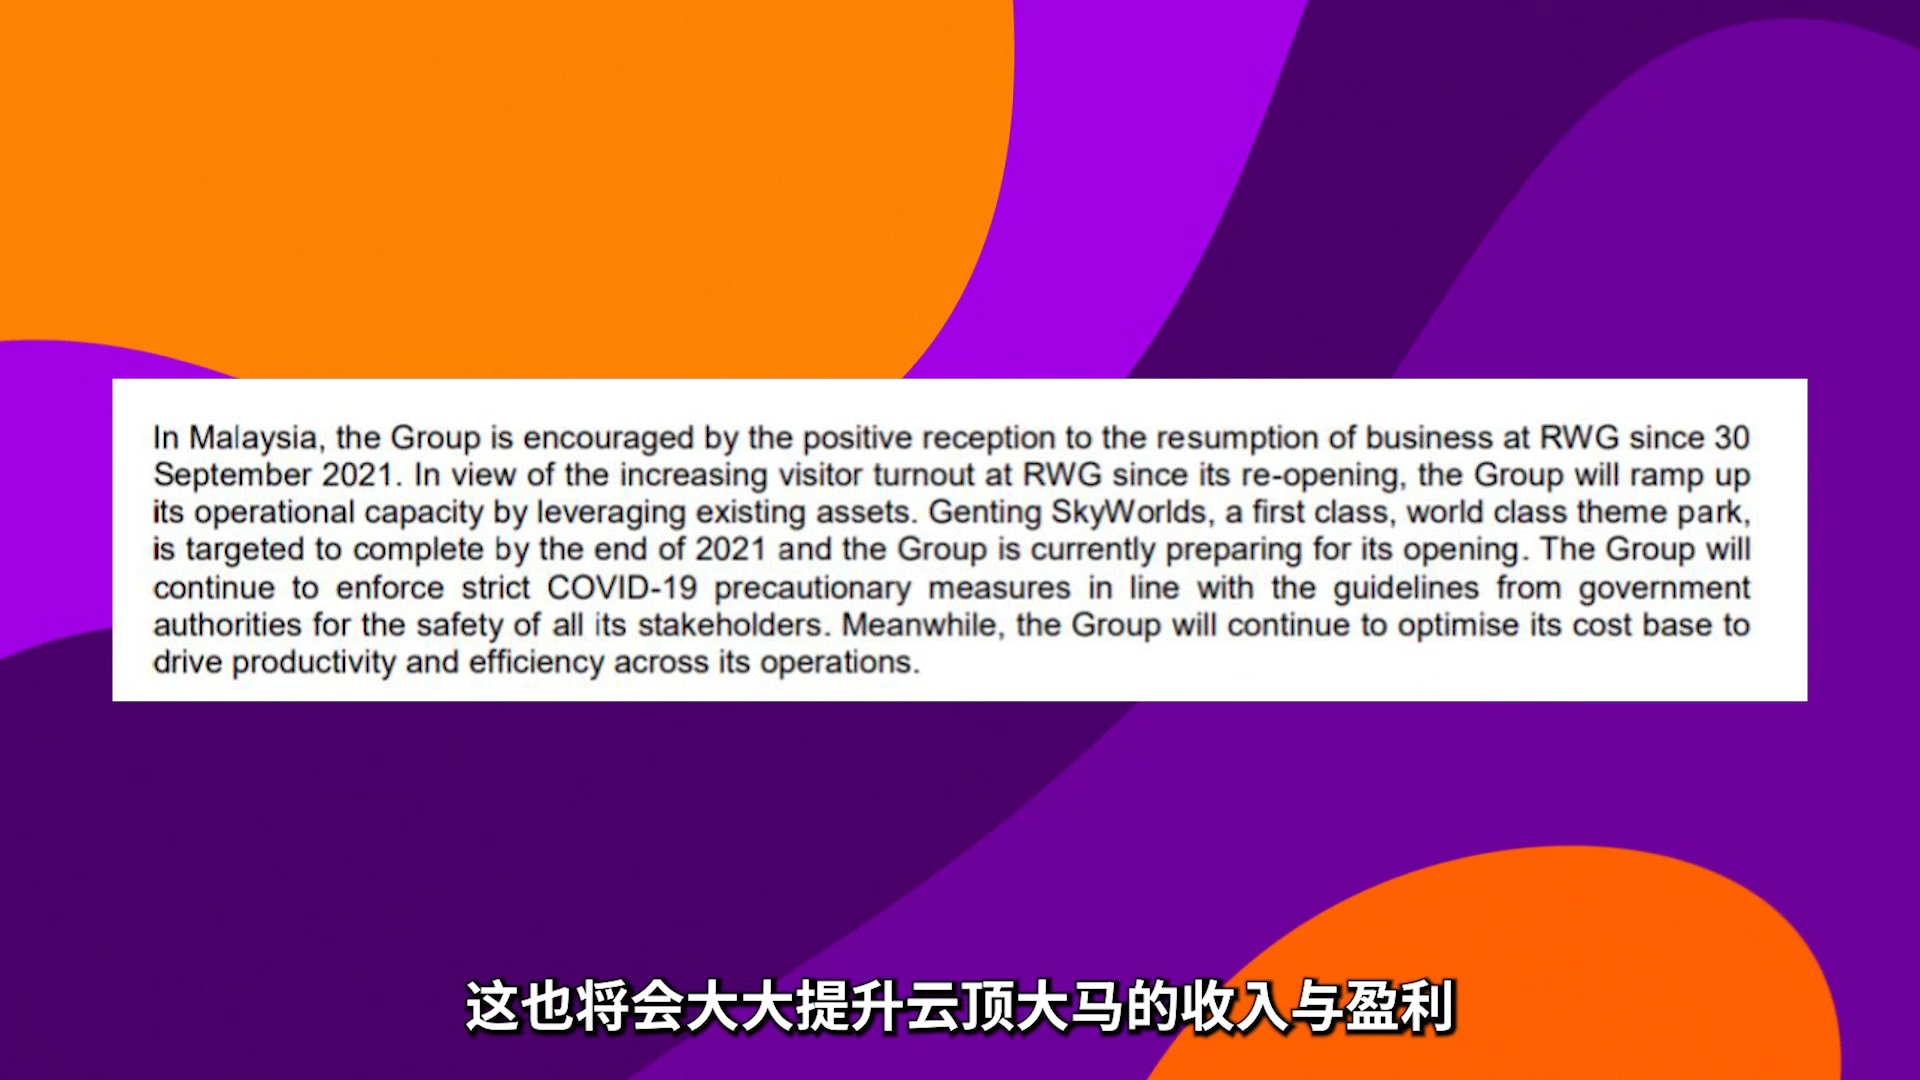 In Malaysia, the Group is encouraged by the positive reception to the resumption of business at RWG since 30
September 2021. In view of the increasing visitor turnout at RWG since its re-opening, the Group will ramp up
its operational capacity by leveraging existing assets. Genting SkyWorlds, a first class, world class theme park,
is targeted to complete by the end of 2021 and the Group is currently preparing for its opening. The Group will
continue to enforce strict COVID-19 precautionary measures in line with the guidelines from government
authorities for the safety of all its stakeholders. Meanwhile, the Group will continue to optimise its cost base to
drive productivity and efficiency across its operations.
这也将会大大提升云顶大马的收入与盈利